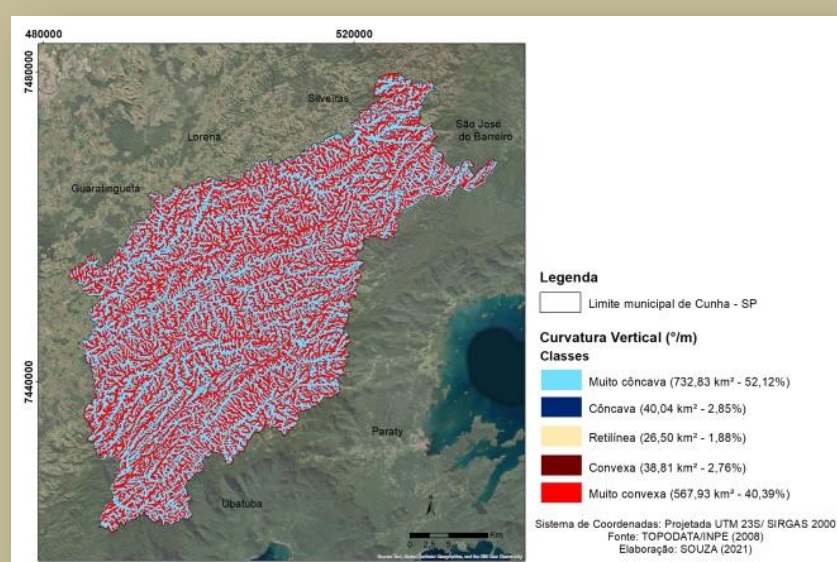 480000
520000
7480000
Silveiras
São José
do Barreiro
Lorena
Guaratinguetá
7440000
Paraty
Ubatuba
Km
Legenda
Limite municipal de Cunha - SP
Curvatura Vertical (°/m)
Classes
Muito côncava (732,83 km² - 52,12%)
Côncava (40,04 km² - 2,85%)
Retilínea (26,50 km² - 1,88%)
Convexa (38,81 km² - 2,76%)
Muito convexa (567,93 km² - 40,39%)
Sistema de Coordenadas: Projetada UTM 23S/ SIRGAS 2000
Fonte: TOPODATA/INPE (2008)
Elaboração: SOUZA (2021)